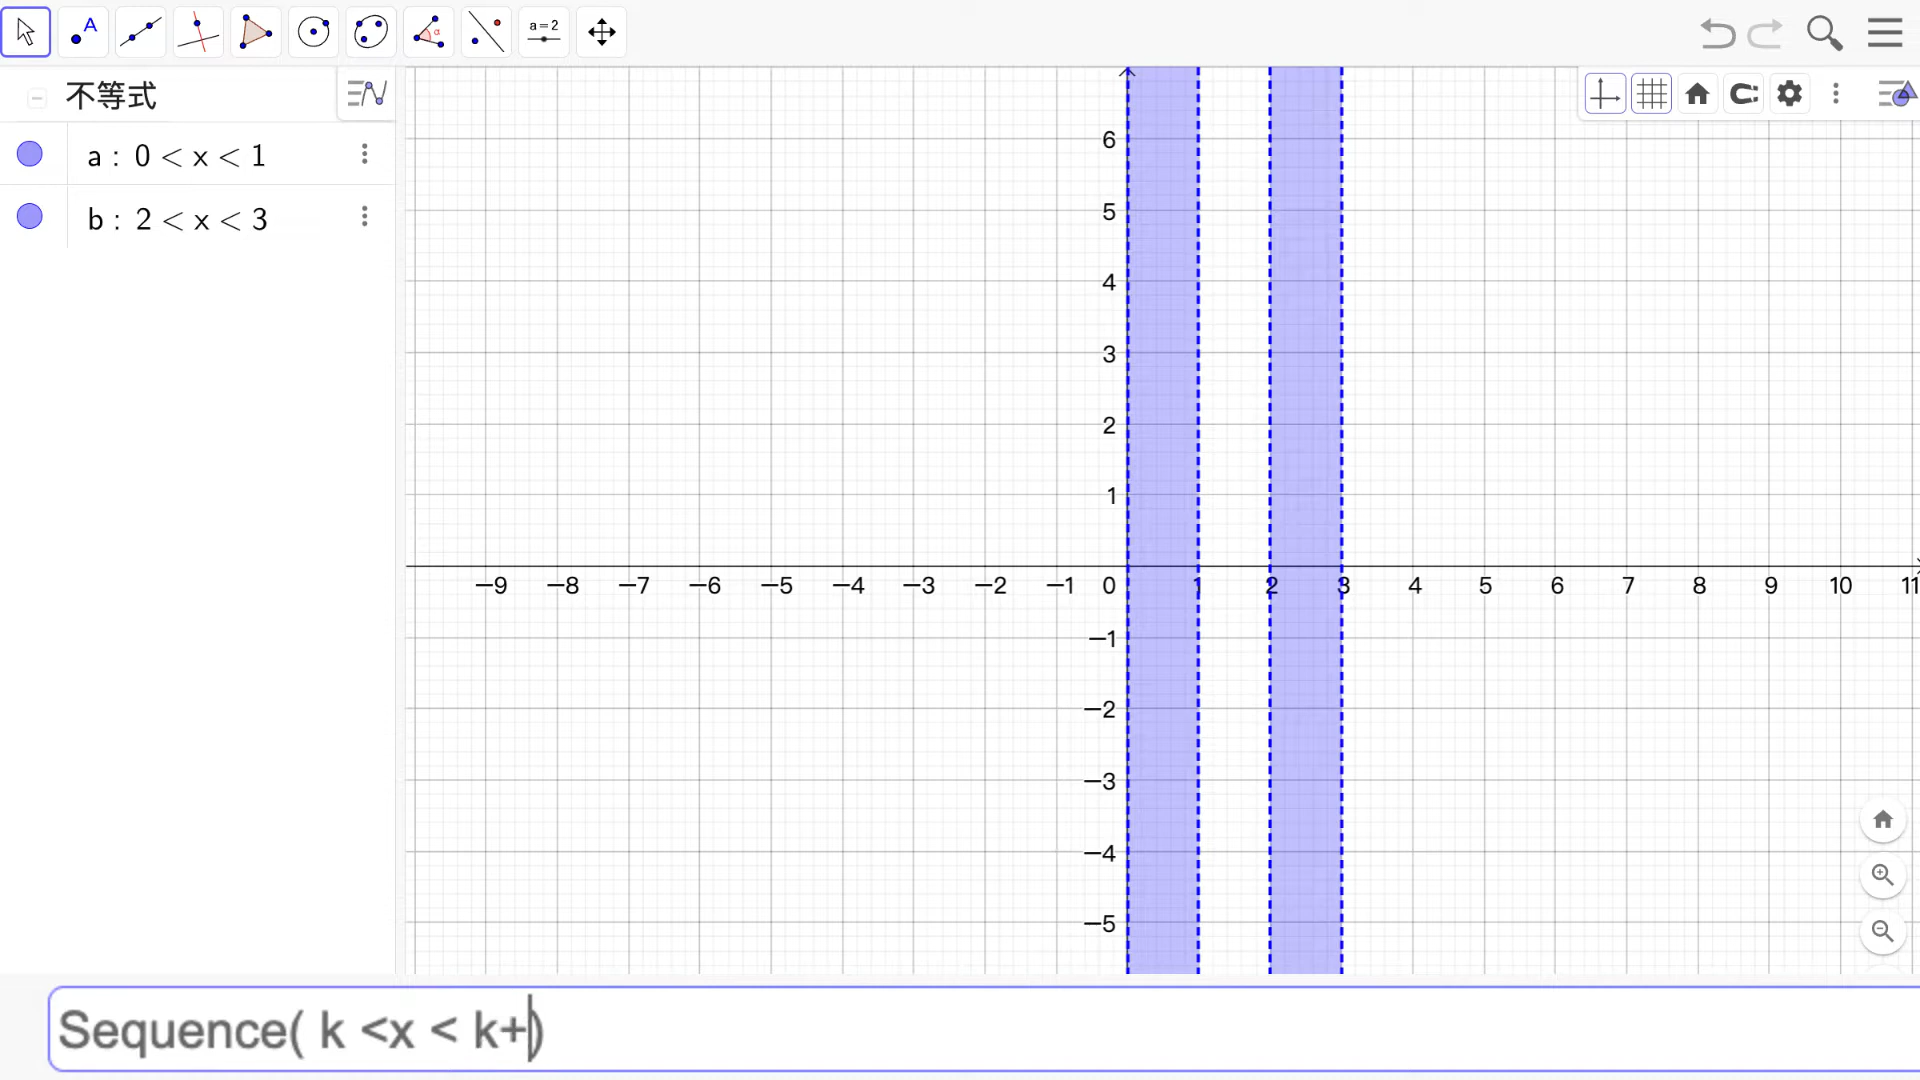 A
α
a=2
不等式
a : 0 < x < 1
b : 2 < x < 3
6
5
4
3
2
1
−9 −8 −7 −6 −5 −4 −3 −2 −1 0 1 2 3 4 5 6 7 8 9 10 11
−1
−2
−3
−4
−5
Sequence( k <x < k+)